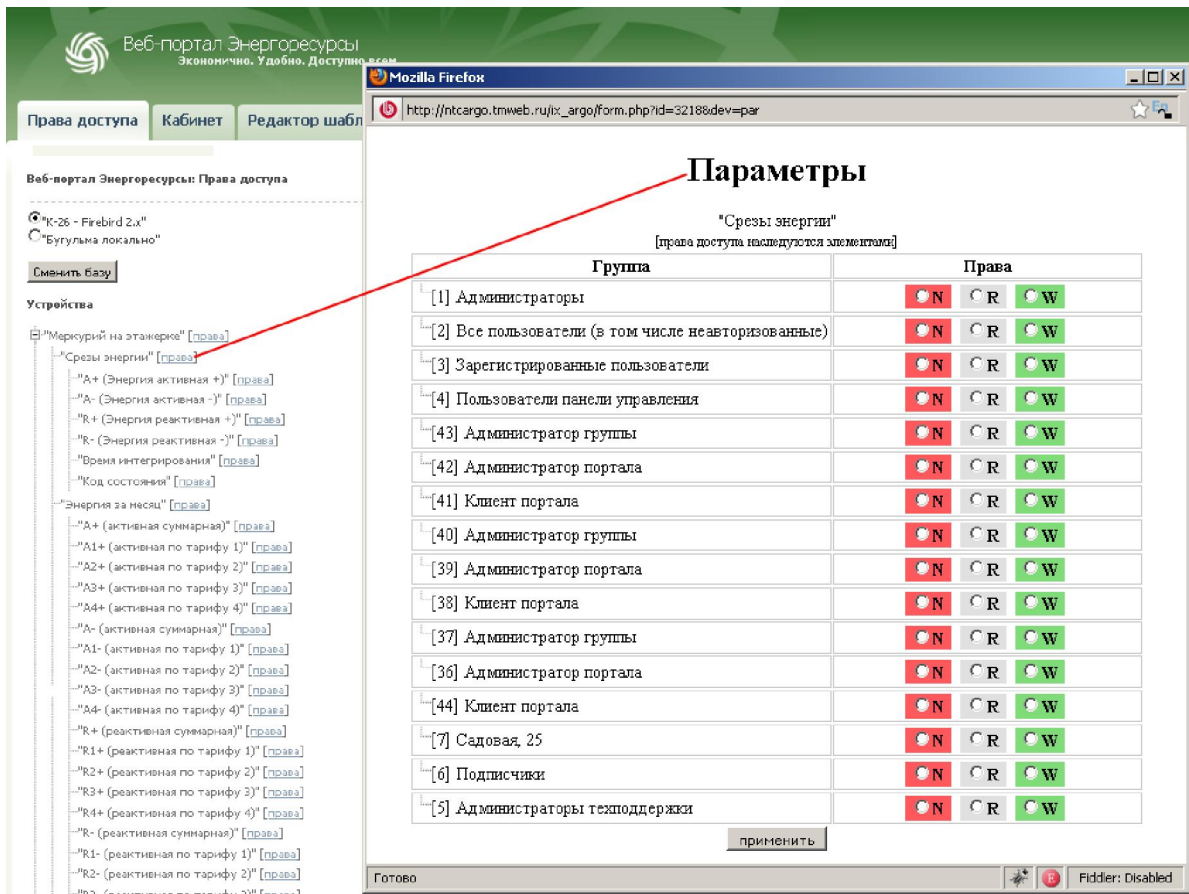 Веб-портал Энергоресурсы
Экономично. Удобно. Доступно всем
Права доступа
Кабинет
Редактор шабл
Веб-портал Энергоресурсы: Права доступа
"К-26 - Firebird 2.x"
"Бугульма локально"
Сменить базу
Устройства
"Меркурий на этажерке" [права]
"Срезы энергии" [права]
"А+ (Энергия активная +)" [права]
"А- (Энергия активная -)" [права]
"R+ (Энергия реактивная +)" [права]
"R- (Энергия реактивная -)" [права]
"Время интегрирования" [права]
"Код состояния" [права]
"Энергия за месяц" [права]
"А+ (активная суммарная)" [права]
"А1+ (активная по тарифу 1)" [права]
"А2+ (активная по тарифу 2)" [права]
"А3+ (активная по тарифу 3)" [права]
"А4+ (активная по тарифу 4)" [права]
"А- (активная суммарная)" [права]
"А1- (активная по тарифу 1)" [права]
"А2- (активная по тарифу 2)" [права]
"А3- (активная по тарифу 3)" [права]
"А4- (активная по тарифу 4)" [права]
"R+ (реактивная суммарная)" [права]
"R1+ (реактивная по тарифу 1)" [права]
"R2+ (реактивная по тарифу 2)" [права]
"R3+ (реактивная по тарифу 3)" [права]
"R4+ (реактивная по тарифу 4)" [права]
"R- (реактивная суммарная)" [права]
"R1- (реактивная по тарифу 1)" [права]
"R2- (реактивная по тарифу 2)" [права]
Mozilla Firefox
http://ntcargo.tmweb.ru/ix_argo/form.php?id=3218&dev=par
Параметры
"Срезы энергии"
[права доступа наследуются элементами]
Группа Права
[1] Администраторы N R W
[2] Все пользователи (в том числе неавторизованные) N R W
[3] Зарегистрированные пользователи N R W
[4] Пользователи панели управления N R W
[43] Администратор группы N R W
[42] Администратор портала N R W
[41] Клиент портала N R W
[40] Администратор группы N R W
[39] Администратор портала N R W
[38] Клиент портала N R W
[37] Администратор группы N R W
[36] Администратор портала N R W
[44] Клиент портала N R W
[7] Садовая, 25 N R W
[6] Подписчики N R W
[5] Администраторы техподдержки N R W
применить
Готово
Fiddler: Disabled